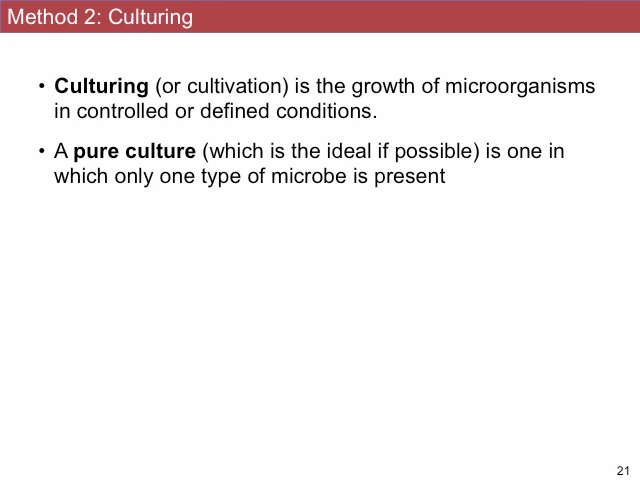 Method 2: Culturing
• Culturing (or cultivation) is the growth of microorganisms
in controlled or defined conditions.
• A pure culture (which is the ideal if possible) is one in
which only one type of microbe is present
21